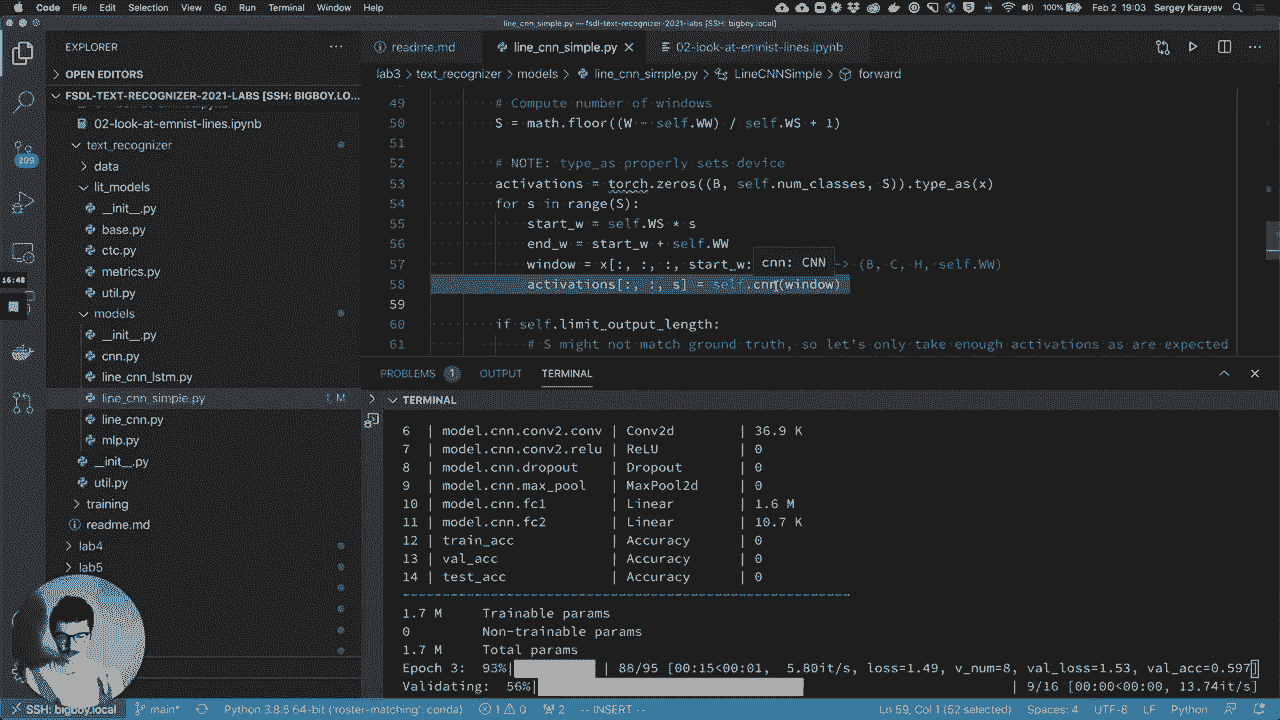 Code File Edit Selection View Go Run Terminal Window Help 100% Feb 2 19:03 Sergey Karayev
line_cnn_simple.py — fsdl-text-recognizer-2021-labs [SSH: bigboy.local]
EXPLORER
OPEN EDITORS
FSDL-TEXT-RECOGNIZER-2021-LABS [SSH: BIGBOY.LO...
02-look-at-emnist-lines.ipynb
text_recognizer
data
lit_models
__init__.py
base.py
ctc.py
metrics.py
util.py
models
__init__.py
cnn.py
line_cnn_lstm.py
line_cnn_simple.py 1, M
line_cnn.py
mlp.py
__init__.py
util.py
training
readme.md
lab4
lab5
209
16:48
readme.md line_cnn_simple.py 02-look-at-emnist-lines.ipynb
lab3 > text_recognizer > models > line_cnn_simple.py > LineCNNSimple > forward
49 # Compute number of windows
50 S = math.floor((W - self.WW) / self.WS + 1)
51
52 # NOTE: type_as properly sets device
53 activations = torch.zeros((B, self.num_classes, S)).type_as(x)
54 for s in range(S):
55 start_w = self.WS * s
56 end_w = start_w + self.WW
cnn: CNN
57 window = x[:, :, :, start_w: -> (B, C, H, self.WW)
58 activations[:, :, s] = self.cnn(window)
59
60 if self.limit_output_length:
61 # S might not match ground truth, so let's only take enough activations as are expected
PROBLEMS 1 OUTPUT TERMINAL
TERMINAL
6 | model.cnn.conv2.conv | Conv2d | 36.9 K
7 | model.cnn.conv2.relu | ReLU | 0
8 | model.cnn.dropout | Dropout | 0
9 | model.cnn.max_pool | MaxPool2d | 0
10 | model.cnn.fc1 | Linear | 1.6 M
11 | model.cnn.fc2 | Linear | 10.7 K
12 | train_acc | Accuracy | 0
13 | val_acc | Accuracy | 0
14 | test_acc | Accuracy | 0
1.7 M Trainable params
0 Non-trainable params
1.7 M Total params
Epoch 3: 93%| | 88/95 [00:15<00:01, 5.80it/s, loss=1.49, v_num=8, val_loss=1.53, val_acc=0.597]
Validating: 56%| | 9/16 [00:00<00:00, 13.74it/s]
SSH: bigboy.local main* Python 3.8.5 64-bit ('roster-matching': conda) 1 0 2 -- INSERT -- Ln 59, Col 1 (52 selected) Spaces: 4 UTF-8 LF Python